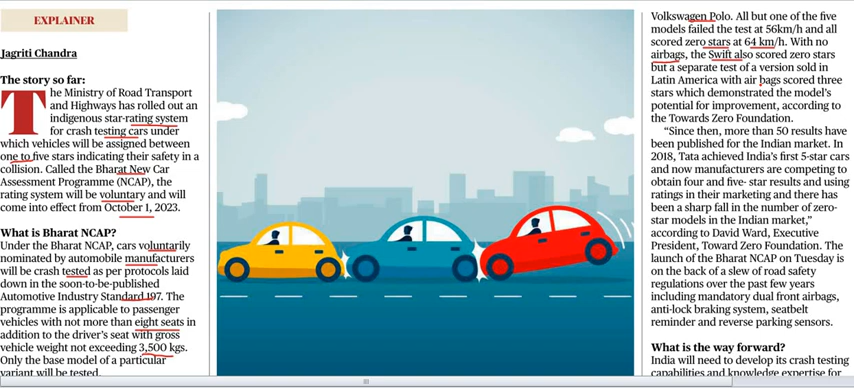 EXPLAINER
Jagriti Chandra
The story so far:
The Ministry of Road Transport
and Highways has rolled out an
indigenous star-rating system
for crash testing cars under
which vehicles will be assigned between
one to five stars indicating their safety in a
collision. Called the Bharat New Car
Assessment Programme (NCAP), the
rating system will be voluntary and will
come into effect from October 1, 2023.
What is Bharat NCAP?
Under the Bharat NCAP, cars voluntarily
nominated by automobile manufacturers
will be crash tested as per protocols laid
down in the soon-to-be-published
Automotive Industry Standard 197. The
programme is applicable to passenger
vehicles with not more than eight seats in
addition to the driver's seat with gross
vehicle weight not exceeding 3,500 kgs.
Only the base model of a particular
variant will be tested.
Volkswagen Polo. All but one of the five
models failed the test at 56km/h and all
scored zero stars at 64 km/h. With no
airbags, the Swift also scored zero stars
but a separate test of a version sold in
Latin America with air bags scored three
stars which demonstrated the model's
potential for improvement, according to
the Towards Zero Foundation.
"Since then, more than 50 results have
been published for the Indian market. In
2018, Tata achieved India's first 5-star cars
and now manufacturers are competing to
obtain four and five- star results and using
ratings in their marketing and there has
been a sharp fall in the number of zero-
star models in the Indian market,"
according to David Ward, Executive
President, Toward Zero Foundation. The
launch of the Bharat NCAP on Tuesday is
on the back of a slew of road safety
regulations over the past few years
including mandatory dual front airbags,
anti-lock braking system, seatbelt
reminder and reverse parking sensors.
What is the way forward?
India will need to develop its crash testing
capabilities and knowledge expertise for